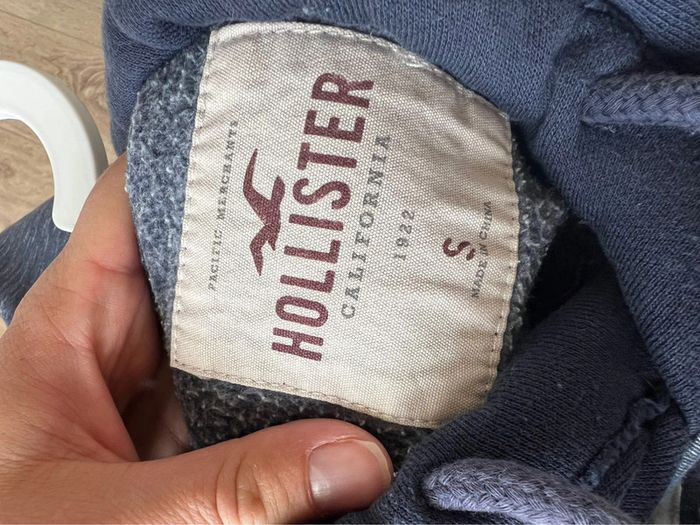 PACIFIC MERCHANTS
HOLLISTER
CALIFORNIA
1922
S
MADE IN CHINA